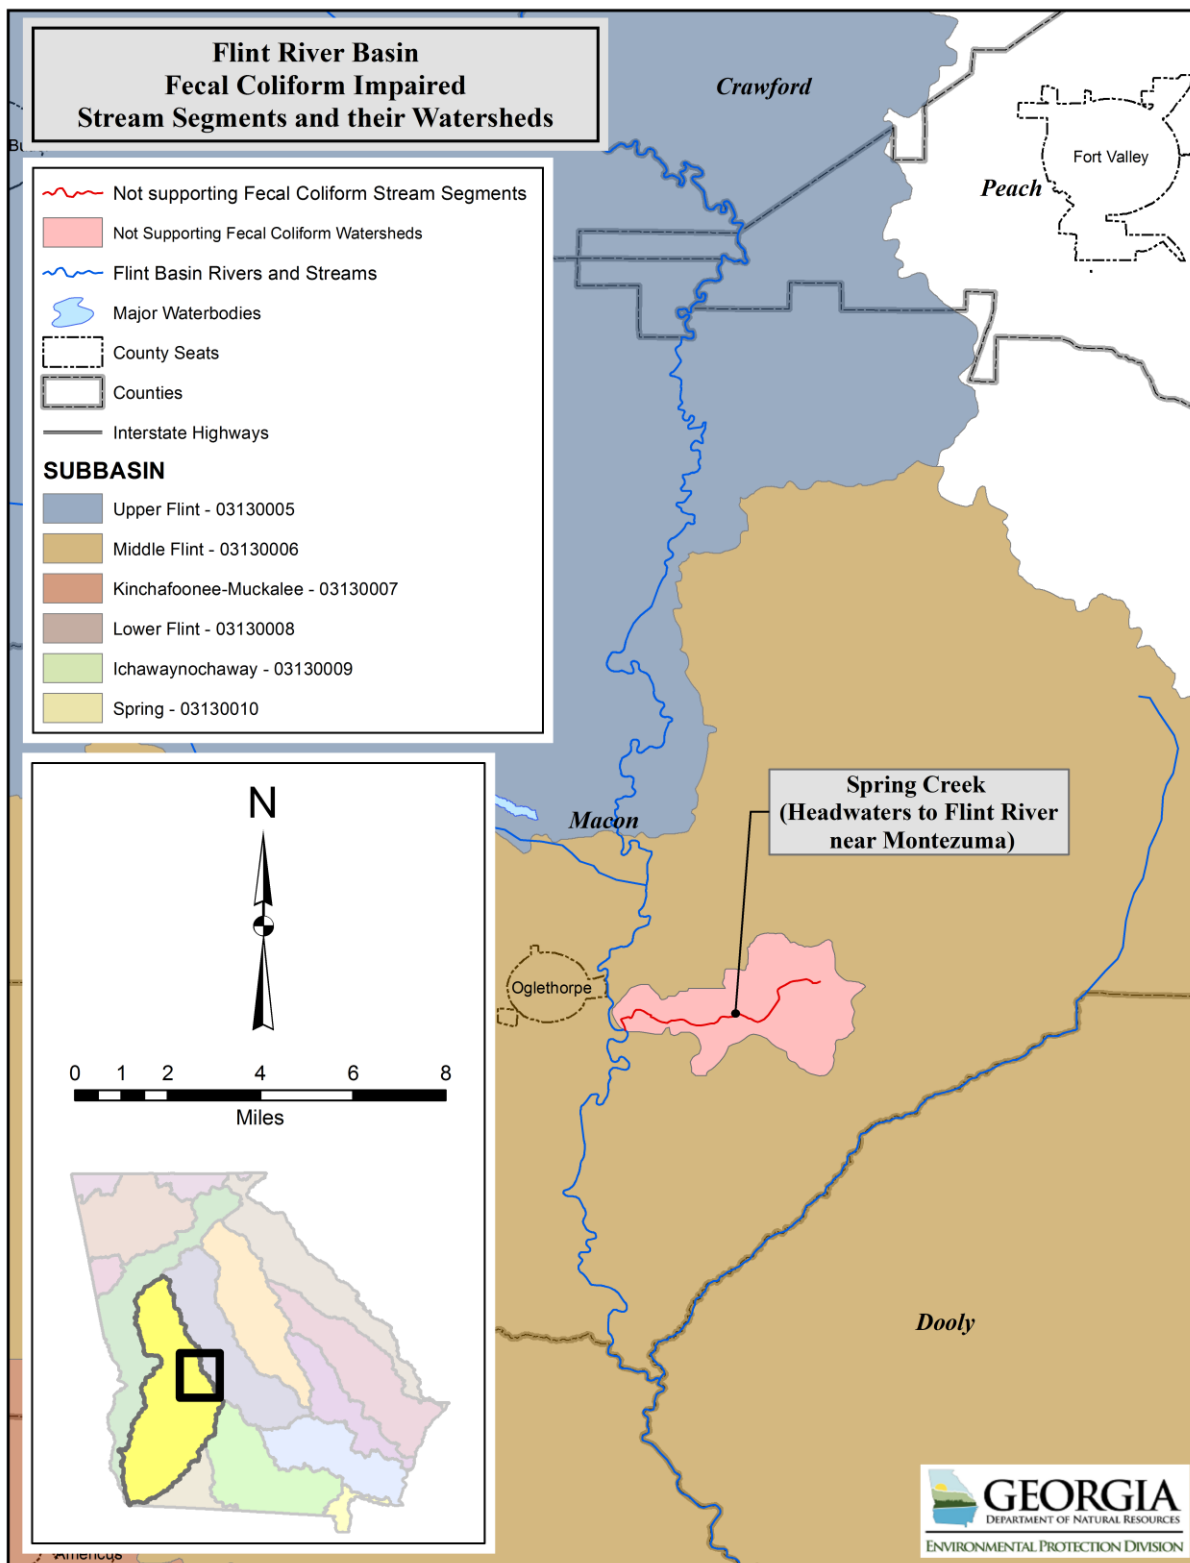 Flint River Basin
Fecal Coliform Impaired
Stream Segments and their Watersheds
Crawford
Fort Valley
Peach
Not supporting Fecal Coliform Stream Segments
Not Supporting Fecal Coliform Watersheds
Flint Basin Rivers and Streams
Major Waterbodies
County Seats
Counties
Interstate Highways
SUBBASIN
Upper Flint - 03130005
Middle Flint - 03130006
Kinchafoonee-Muckalee - 03130007
Lower Flint - 03130008
Ichawaynochaway - 03130009
Spring - 03130010
Spring Creek
(Headwaters to Flint River
near Montezuma)
Macon
N
Oglethorpe
0 1 2 4 6 8
Miles
Dooly
Americus
GEORGIA
DEPARTMENT OF NATURAL RESOURCES
ENVIRONMENTAL PROTECTION DIVISION